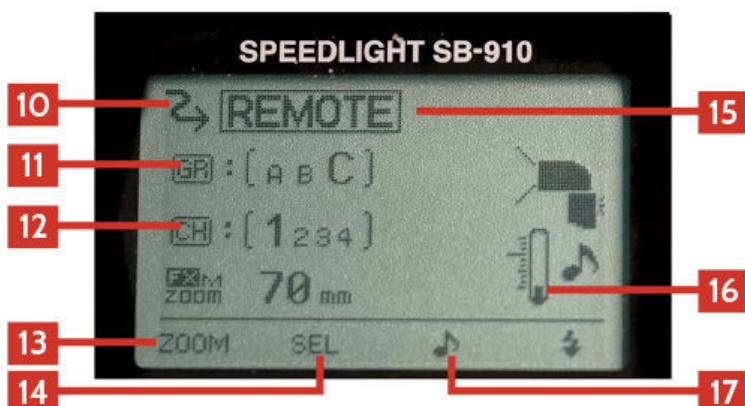 SPEEDLIGHT SB-910
10 REMOTE 15
11 GR : [ A B C ]
12 CH : [ 1 2 3 4 ]
FX M
ZOOM 70 mm 16
13 ZOOM SEL
14 17